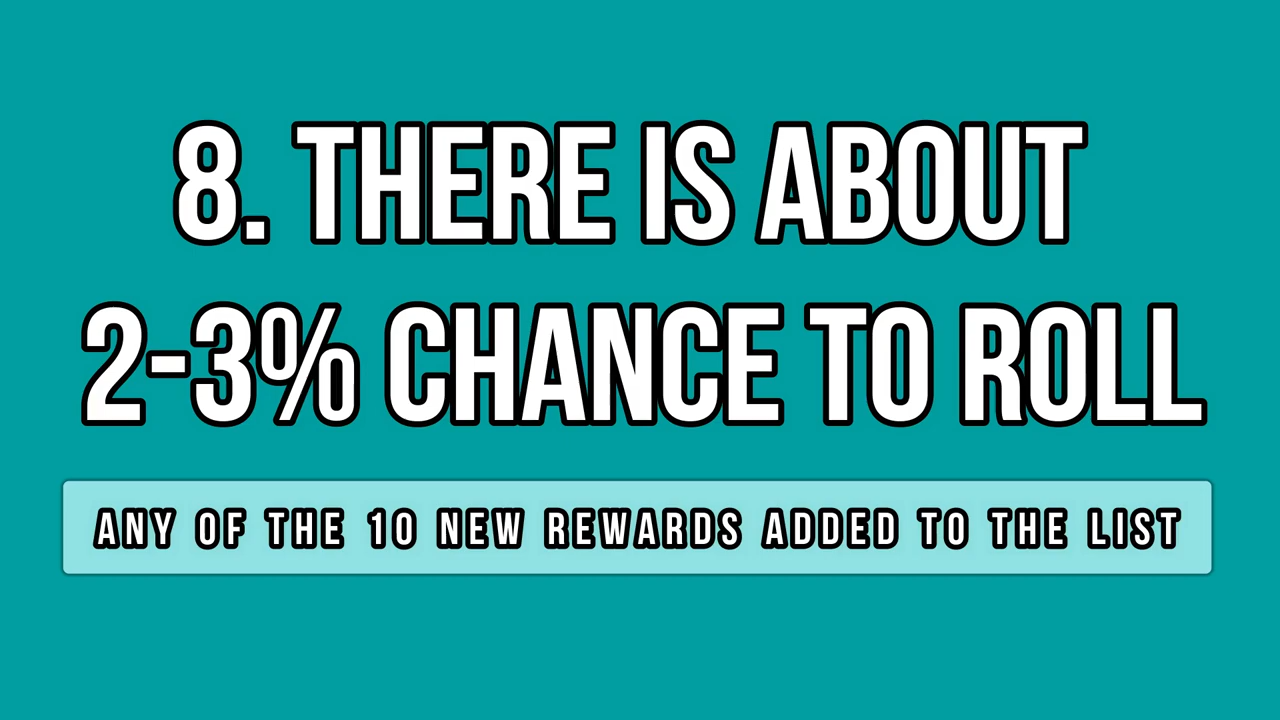 8. THERE IS ABOUT
2-3% CHANCE TO ROLL
ANY OF THE 10 NEW REWARDS ADDED TO THE LIST